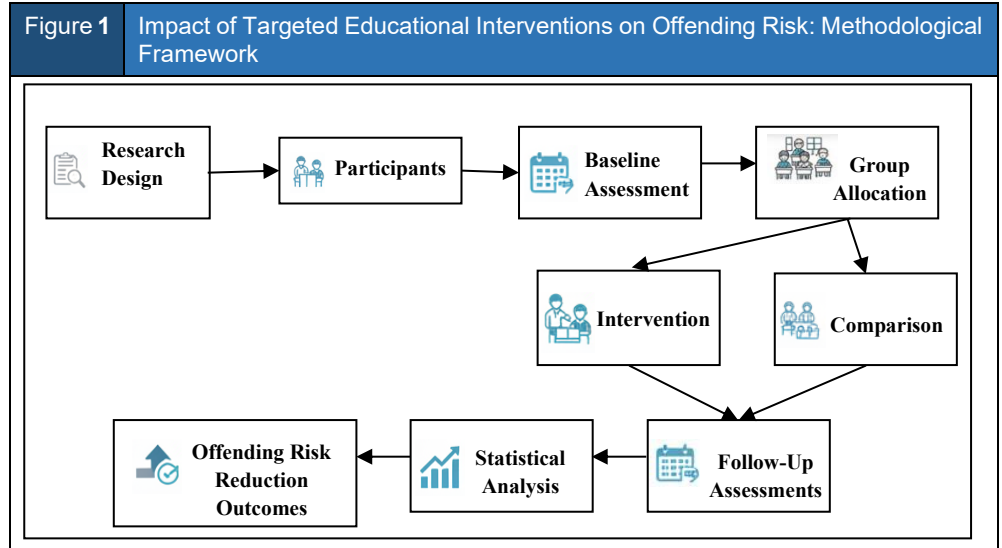 Figure 1
Impact of Targeted Educational Interventions on Offending Risk: Methodological
Framework
Research
Design
Participants
Baseline
Assessment
Group
Allocation
Intervention
Comparison
Offending Risk
Reduction
Outcomes
Statistical
Analysis
Follow-Up
Assessments